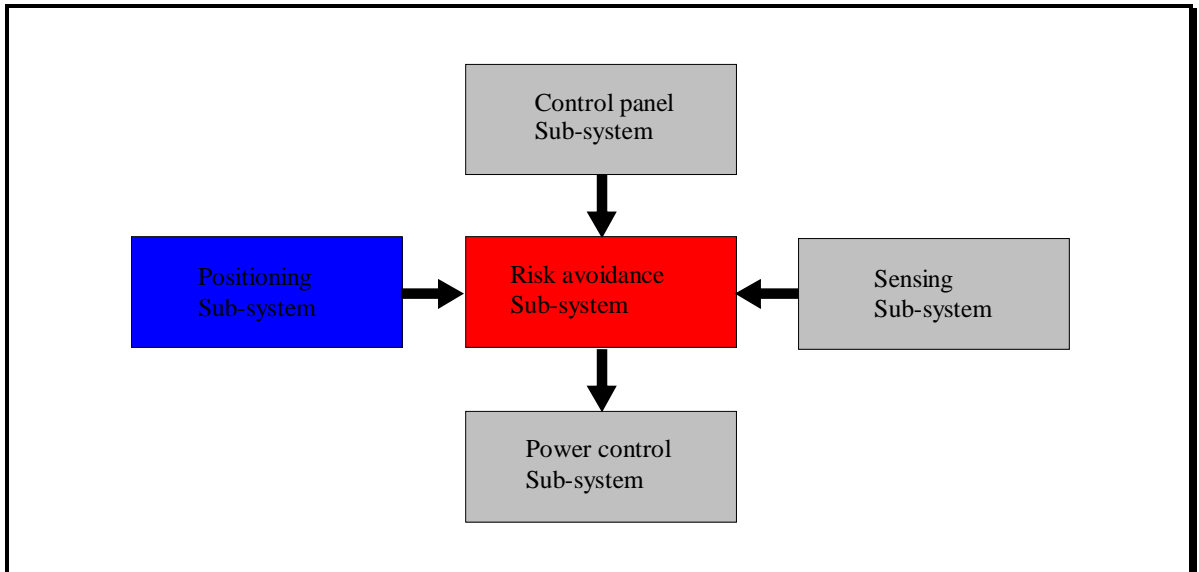 Control panel
Sub-system
Positioning
Sub-system
Risk avoidance
Sub-system
Sensing
Sub-system
Power control
Sub-system